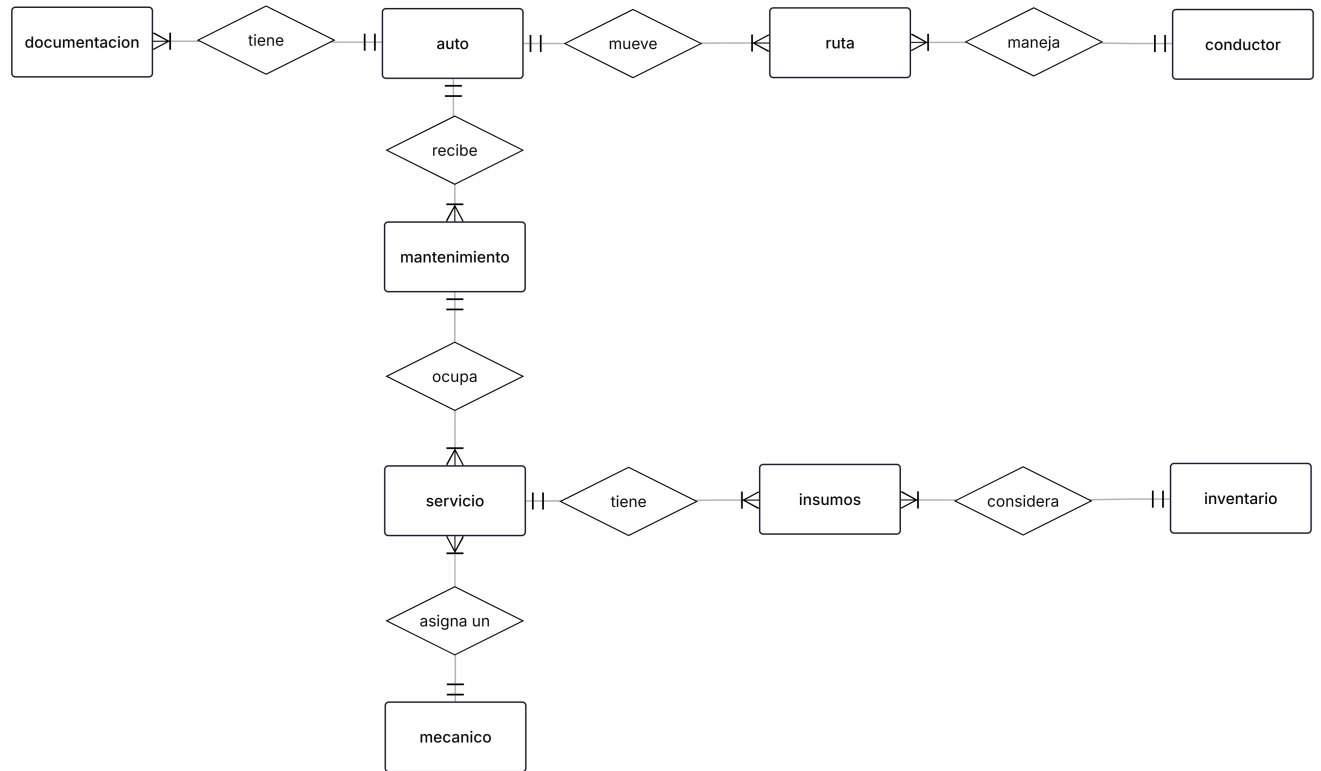 documentacion
tiene
auto
mueve
ruta
maneja
conductor
recibe
mantenimiento
ocupa
servicio
tiene
insumos
considera
inventario
asigna un
mecanico